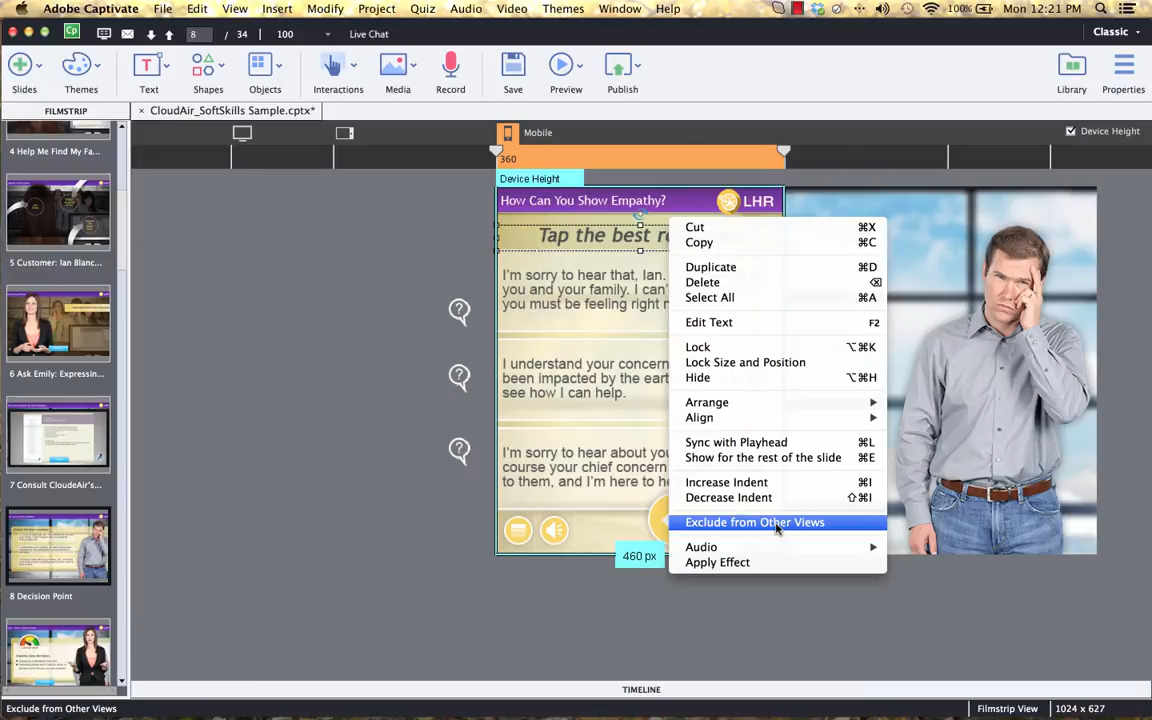 Adobe Captivate File Edit View Insert Modify Project Quiz Audio Video Themes Window Help 100% Mon 12:21 PM
Cp 8 / 34 100 Live Chat Classic
Slides Themes Text Shapes Objects Interactions Media Record Save Preview Publish Library Properties
FILMSTRIP × CloudAir_SoftSkills Sample.cptx*
Mobile Device Height
360
4 Help Me Find My Fa...
Device Height
How Can You Show Empathy? LHR
Tap the best re
I'm sorry to hear that, Ian.
you and your family. I can'
you must be feeling right n
I understand your concern
been impacted by the eart
see how I can help.
I'm sorry to hear about you
course your chief concern
to them, and I'm here to he
460 px
Cut ⌘X
Copy ⌘C
Duplicate ⌘D
Delete ⌫
Select All ⌘A
Edit Text F2
Lock ⌥⌘K
Lock Size and Position
Hide ⌥⌘H
Arrange
Align
Sync with Playhead ⌘L
Show for the rest of the slide ⌘E
Increase Indent ⌘I
Decrease Indent ⇧⌘I
Exclude from Other Views
Audio
Apply Effect
5 Customer: Ian Blanc...
6 Ask Emily: Expressin...
7 Consult CloudeAir's...
8 Decision Point
TIMELINE
Exclude from Other Views Filmstrip View 1024 x 627